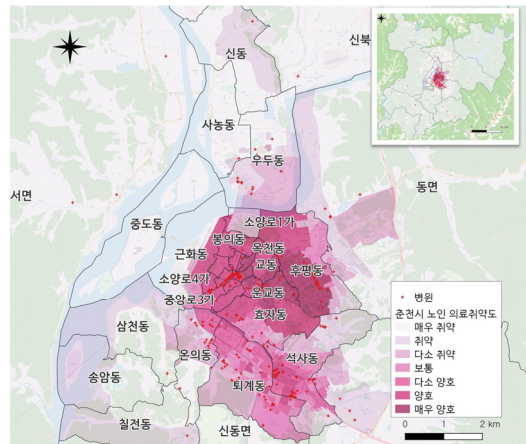 신동
신북
사농동
우두동
서면
동면
중도동
소양로1가
봉의동
근화동
옥천동
교동
후평동
소양로4가
운교동
중앙로3가
효자동
삼천동
온의동
석사동
송암동
퇴계동
칠전동
신동면
병원
춘천시 노인 의료취약도
매우 취약
취약
다소 취약
보통
다소 양호
양호
매우 양호
0 1 2 km